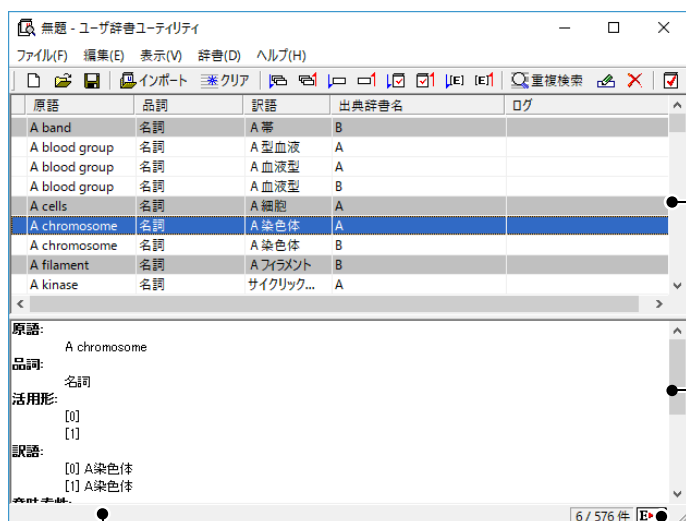 無題 - ユーザ辞書ユーティリティ
ファイル(F) 編集(E) 表示(V) 辞書(D) ヘルプ(H)
インポート クリア [E] [E] 重複検索
原語 品詞 訳語 出典辞書名 ログ
A band 名詞 A帯 B
A blood group 名詞 A型血液 A
A blood group 名詞 A血液型 A
A blood group 名詞 A血液型 B
A cells 名詞 A細胞 A
A chromosome 名詞 A染色体 A
A chromosome 名詞 A染色体 B
A filament 名詞 Aフィラメント B
A kinase 名詞 サイクリック... A
原語:
A chromosome
品詞:
名詞
活用形:
[0]
[1]
訳語:
[0] A染色体
[1] A染色体
6 / 576 件 E